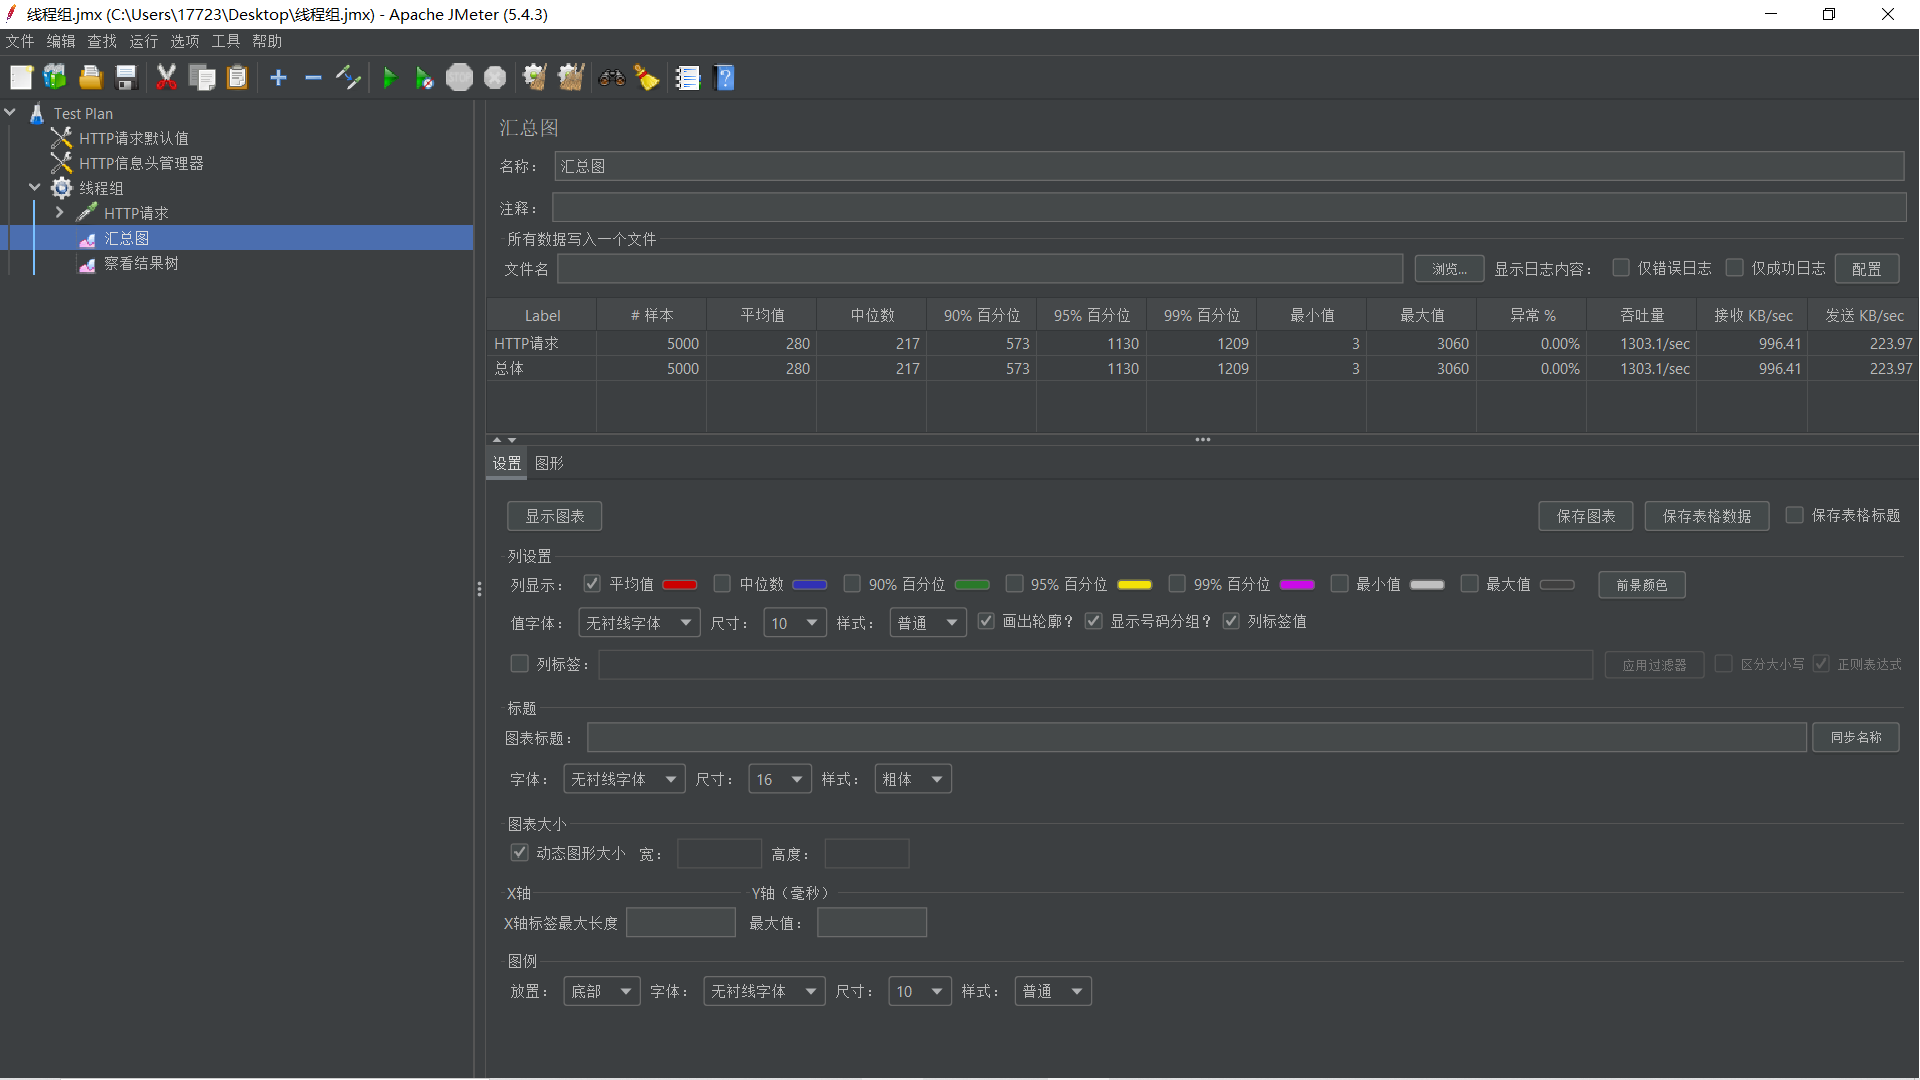 线程组.jmx (C:\Users\17723\Desktop\线程组.jmx) - Apache JMeter (5.4.3)
文件 编辑 查找 运行 选项 工具 帮助
STOP
Test Plan
HTTP请求默认值
HTTP信息头管理器
线程组
HTTP请求
汇总图
察看结果树
汇总图
名称： 汇总图
注释：
所有数据写入一个文件
文件名 浏览... 显示日志内容： 仅错误日志 仅成功日志 配置
Label # 样本 平均值 中位数 90% 百分位 95% 百分位 99% 百分位 最小值 最大值 异常 % 吞吐量 接收 KB/sec 发送 KB/sec
HTTP请求 5000 280 217 573 1130 1209 3 3060 0.00% 1303.1/sec 996.41 223.97
总体 5000 280 217 573 1130 1209 3 3060 0.00% 1303.1/sec 996.41 223.97
设置 图形
显示图表 保存图表 保存表格数据 保存表格标题
列设置
列显示： 平均值 中位数 90% 百分位 95% 百分位 99% 百分位 最小值 最大值 前景颜色
值字体： 无衬线字体 尺寸： 10 样式： 普通 画出轮廓？ 显示号码分组？ 列标签值
列标签： 应用过滤器 区分大小写 正则表达式
标题
图表标题： 同步名称
字体： 无衬线字体 尺寸： 16 样式： 粗体
图表大小
动态图形大小 宽： 高度：
X轴 Y轴（毫秒）
X轴标签最大长度 最大值：
图例
放置： 底部 字体： 无衬线字体 尺寸： 10 样式： 普通